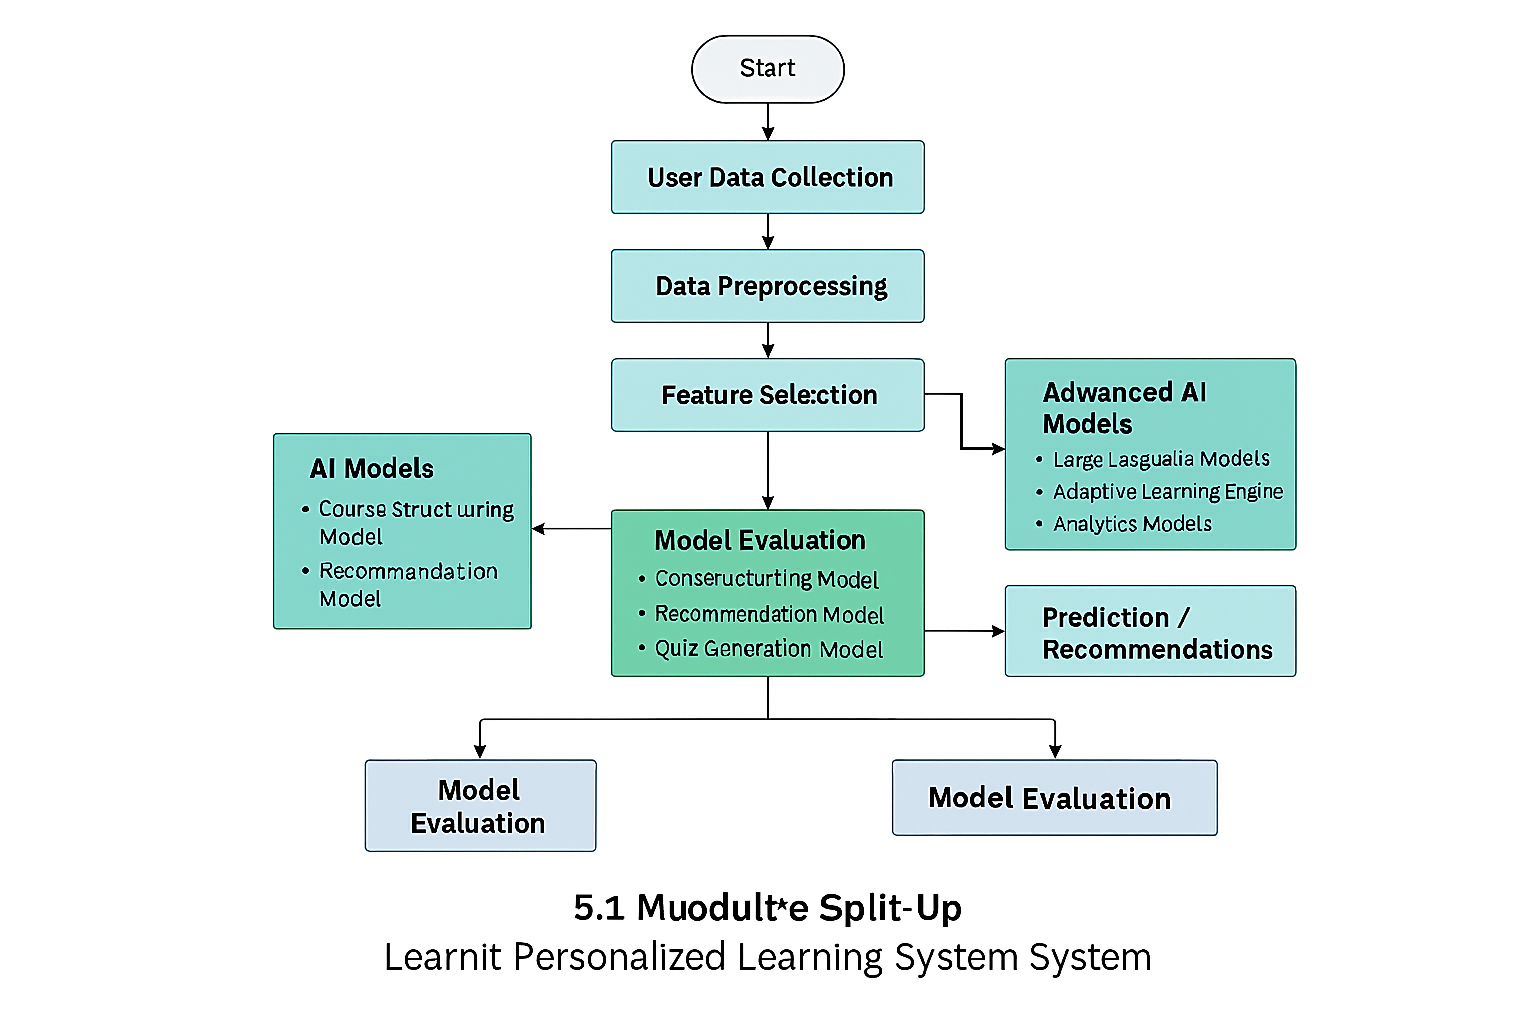 Start
User Data Collection
Data Preprocessing
Feature Sele:ction
Adwanced AI
Models
• Large Lasgualia Models
• Adaptive Learning Engine
• Analytics Models
AI Models
• Course Struct uring
Model
• Recommandation
Model
Model Evaluation
• Conseructurting Model
• Recommendation Model
• Quiz Generation Model
Prediction /
Recommendations
Model
Evaluation
Model Evaluation
5.1 Muodult*e Split-Up
Learnit Personalized Learning System System